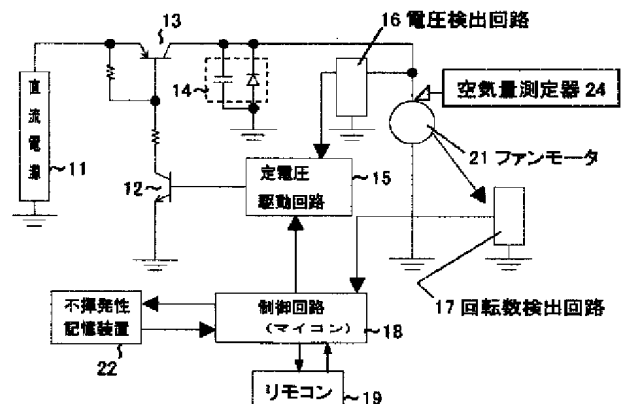 13
16 電圧検出回路
直流電源
11
14
空気量測定器 24
12
定電圧
駆動回路
15
21 ファンモータ
不揮発性
記憶装置
22
制御回路
(マイコン)
18
17 回転数検出回路
リモコン
19